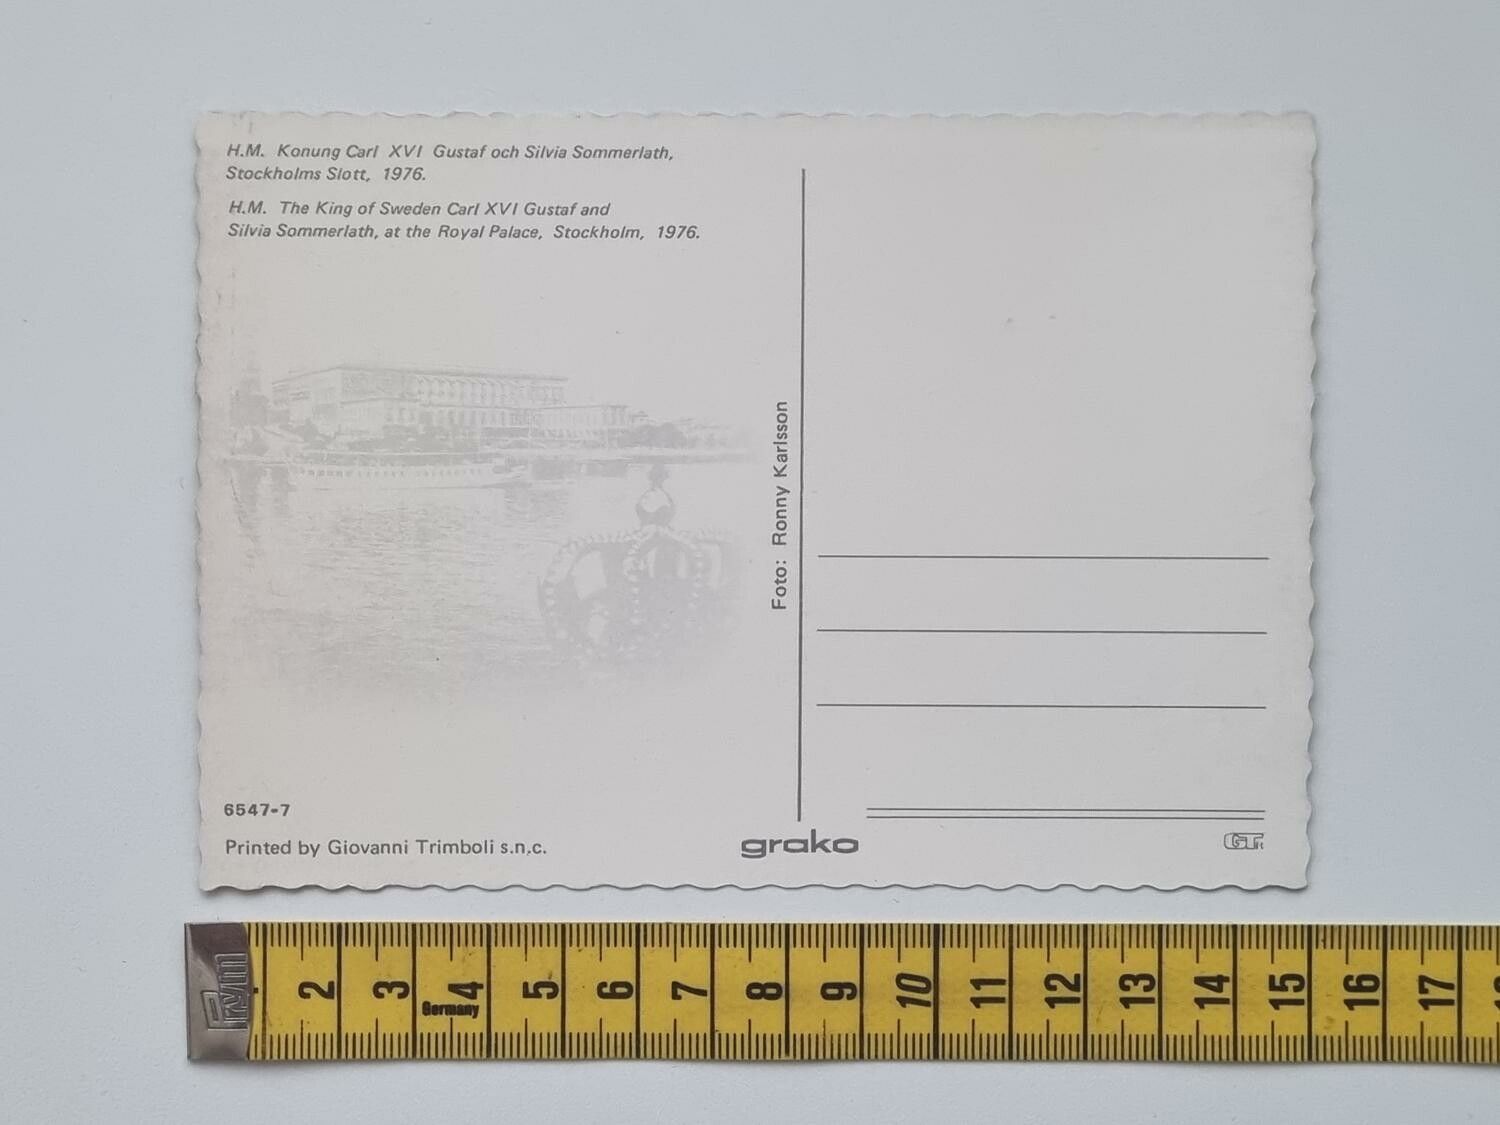 H.M. Konung Carl XVI Gustaf och Silvia Sommerlath,
Stockholms Slott, 1976.
H.M. The King of Sweden Carl XVI Gustaf and
Silvia Sommerlath, at the Royal Palace, Stockholm, 1976.
Foto: Ronny Karlsson
6547-7
Printed by Giovanni Trimboli s.n.c.
grako
GT
Prym
2 3 4 5 6 7 8 9 10 11 12 13 14 15 16 17
Germany